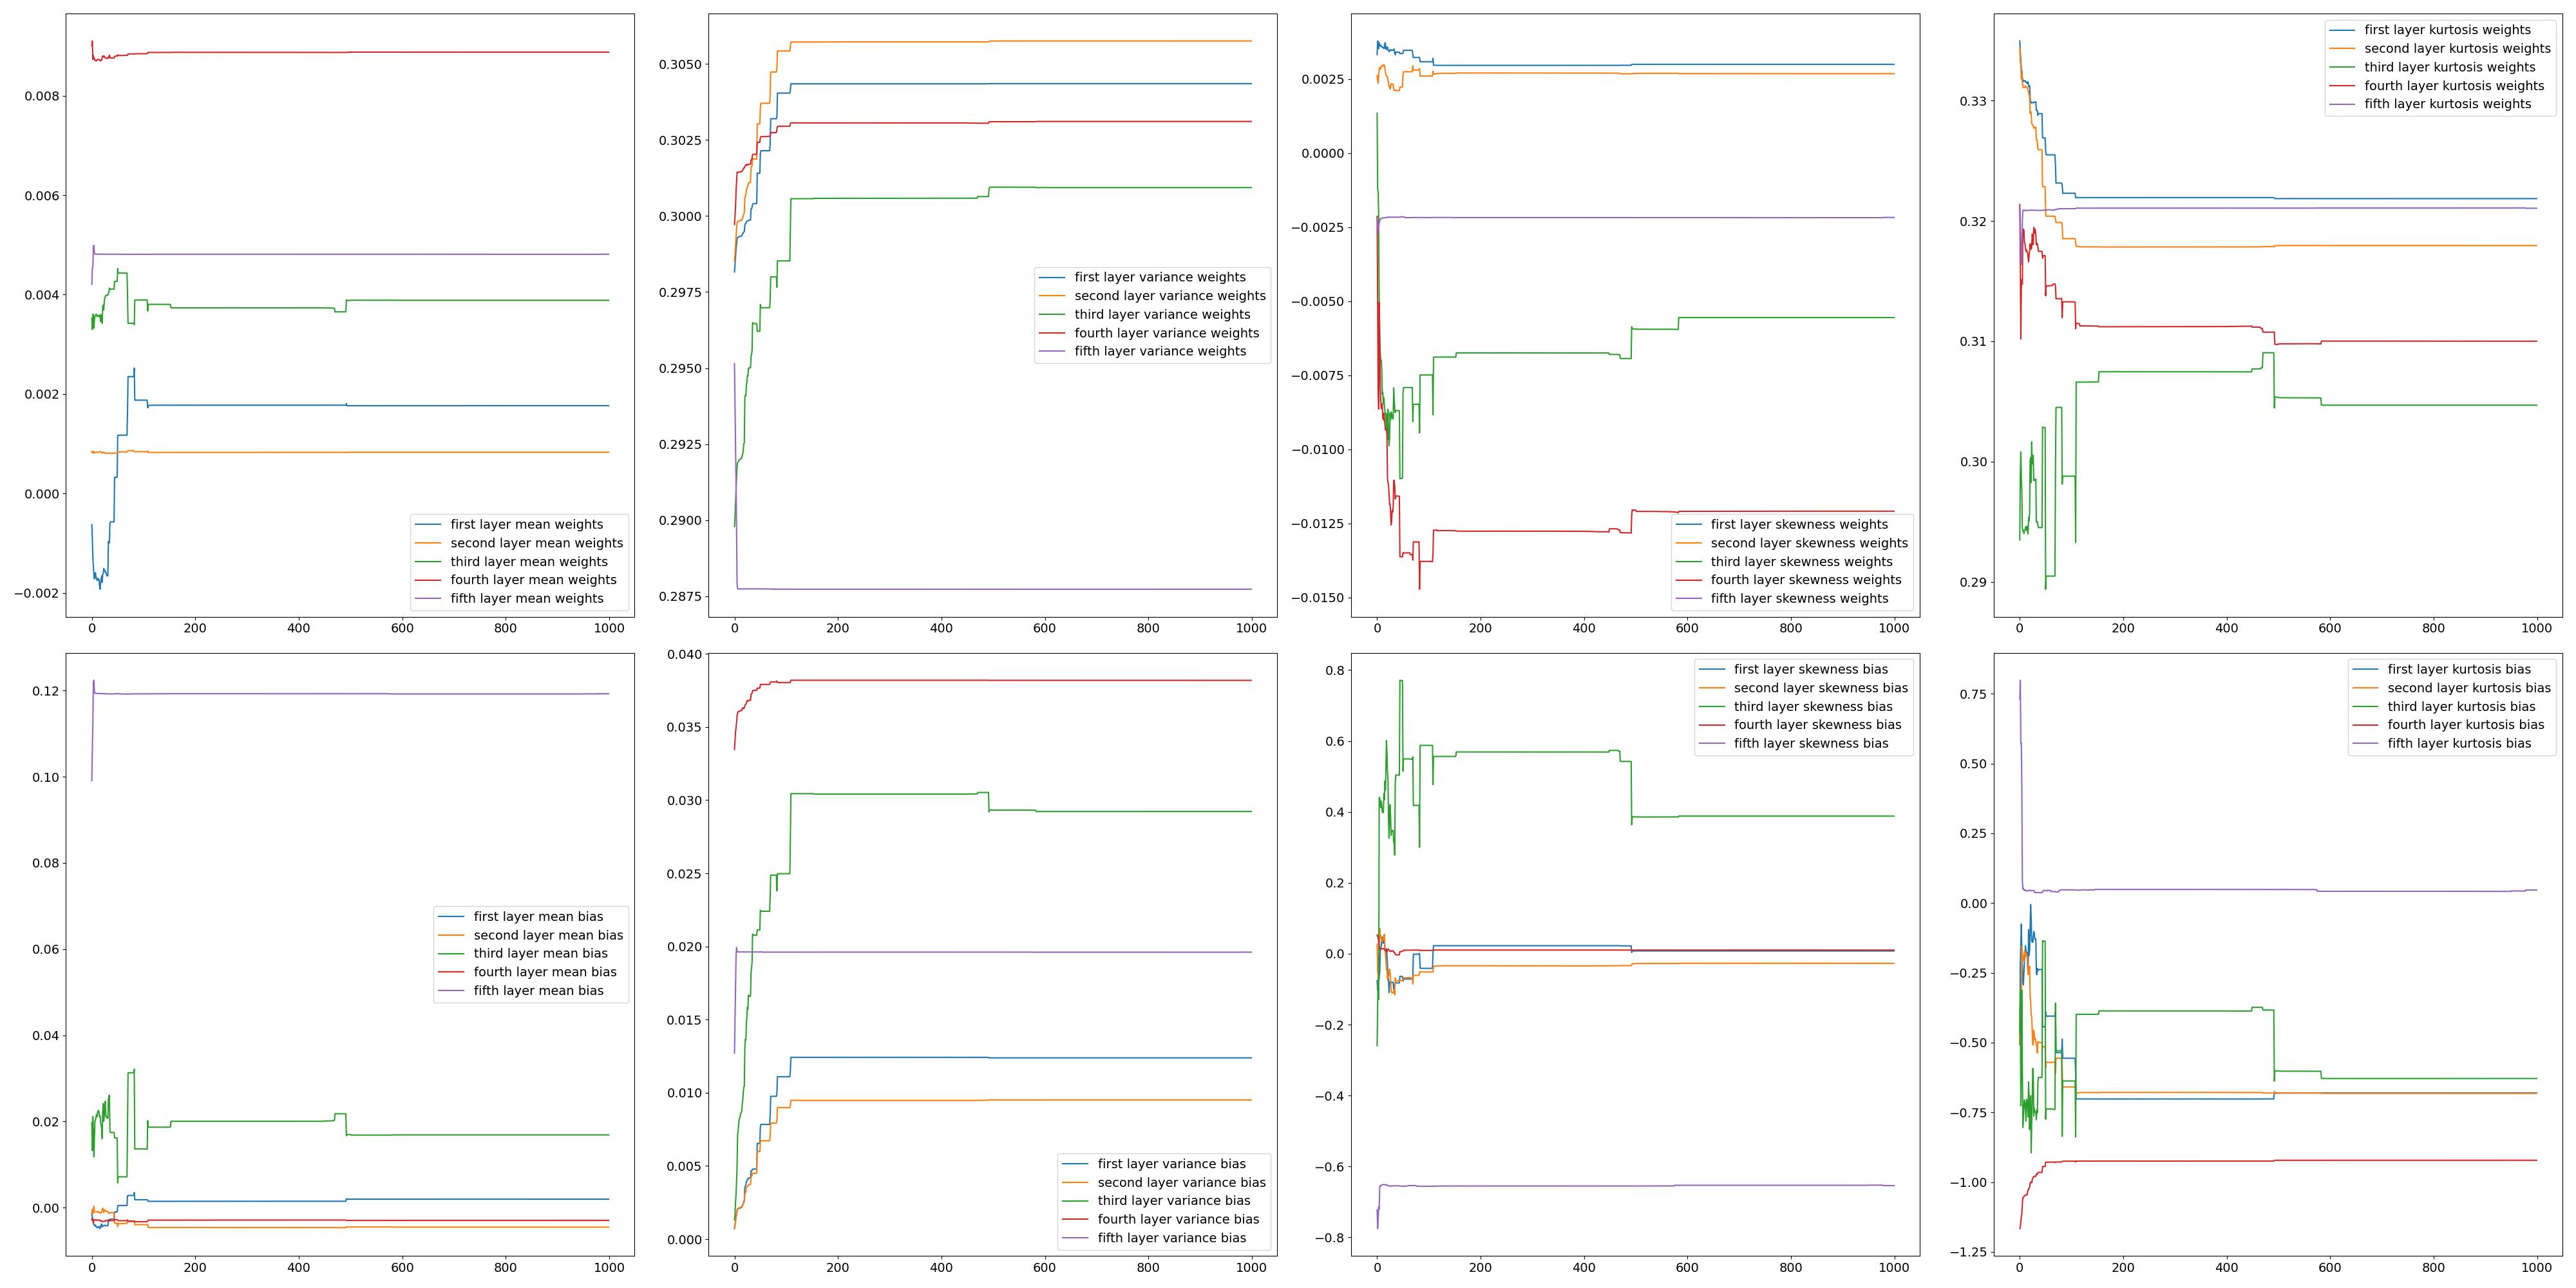 0.008
0.006
0.004
0.002
0.000
−0.002
first layer mean weights
second layer mean weights
third layer mean weights
fourth layer mean weights
fifth layer mean weights
0 200 400 600 800 1000
0.3050
0.3025
0.3000
0.2975
0.2950
0.2925
0.2900
0.2875
first layer variance weights
second layer variance weights
third layer variance weights
fourth layer variance weights
fifth layer variance weights
0 200 400 600 800 1000
0.0025
0.0000
−0.0025
−0.0050
−0.0075
−0.0100
−0.0125
−0.0150
first layer skewness weights
second layer skewness weights
third layer skewness weights
fourth layer skewness weights
fifth layer skewness weights
0 200 400 600 800 1000
0.33
0.32
0.31
0.30
0.29
first layer kurtosis weights
second layer kurtosis weights
third layer kurtosis weights
fourth layer kurtosis weights
fifth layer kurtosis weights
0 200 400 600 800 1000
0.12
0.10
0.08
0.06
0.04
0.02
0.00
first layer mean bias
second layer mean bias
third layer mean bias
fourth layer mean bias
fifth layer mean bias
0 200 400 600 800 1000
0.040
0.035
0.030
0.025
0.020
0.015
0.010
0.005
0.000
first layer variance bias
second layer variance bias
third layer variance bias
fourth layer variance bias
fifth layer variance bias
0 200 400 600 800 1000
0.8
0.6
0.4
0.2
0.0
−0.2
−0.4
−0.6
−0.8
first layer skewness bias
second layer skewness bias
third layer skewness bias
fourth layer skewness bias
fifth layer skewness bias
0 200 400 600 800 1000
0.75
0.50
0.25
0.00
−0.25
−0.50
−0.75
−1.00
−1.25
first layer kurtosis bias
second layer kurtosis bias
third layer kurtosis bias
fourth layer kurtosis bias
fifth layer kurtosis bias
0 200 400 600 800 1000